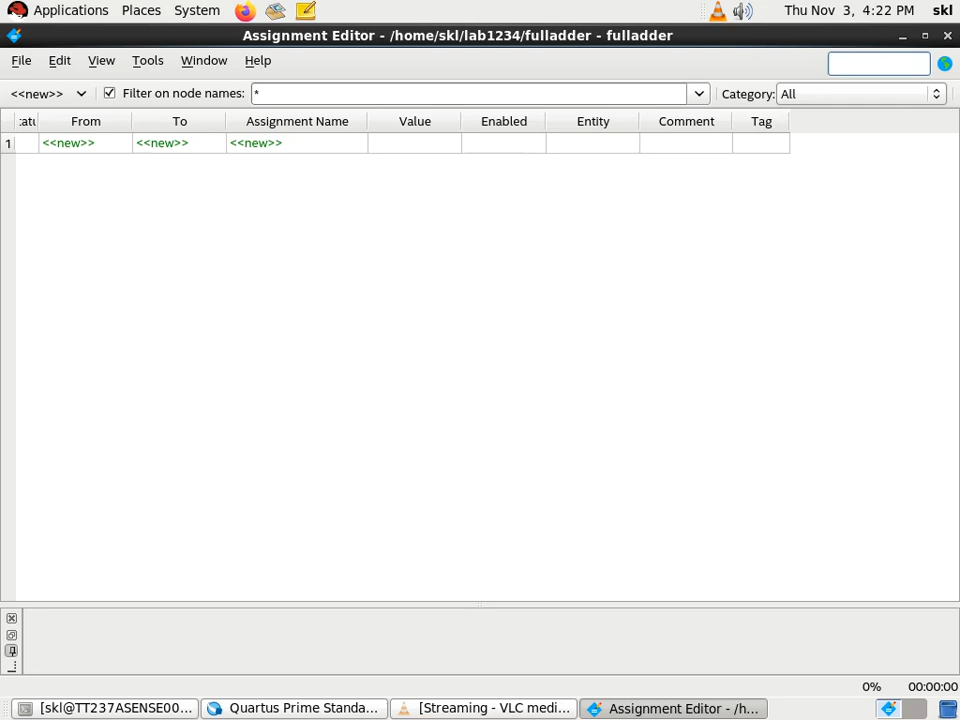 Applications Places System Thu Nov 3, 4:22 PM skl
Assignment Editor - /home/skl/lab1234/fulladder - fulladder
File Edit View Tools Window Help
<<new>> Filter on node names: * Category: All
:atu From To Assignment Name Value Enabled Entity Comment Tag
1 <<new>> <<new>> <<new>>
0% 00:00:00
[skl@TT237ASENSE00... Quartus Prime Standa... [Streaming - VLC medi... Assignment Editor - /h...